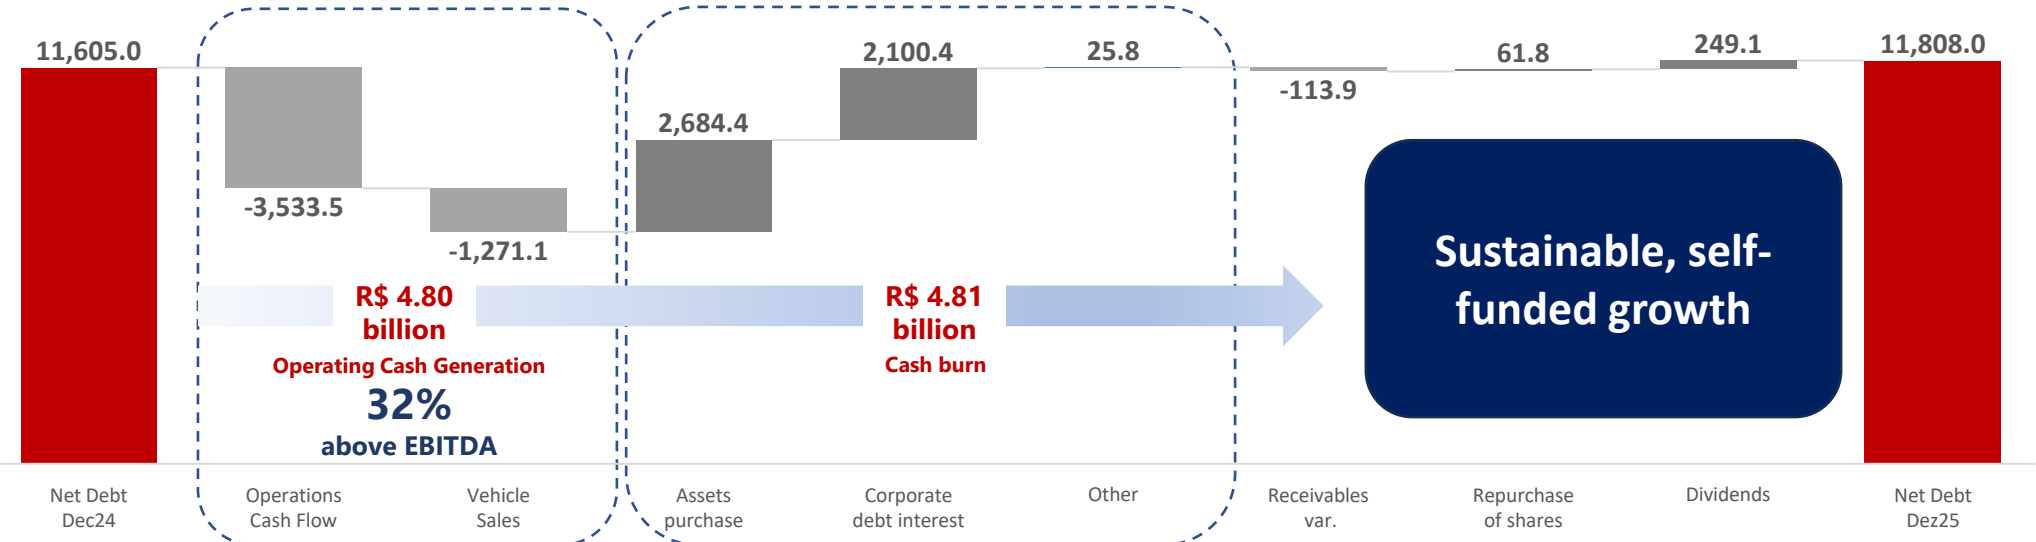 11,605.0
-3,533.5
-1,271.1
2,684.4
2,100.4
25.8
-113.9
61.8
249.1
11,808.0
R$ 4.80
billion
Operating Cash Generation
32%
above EBITDA
R$ 4.81
billion
Cash burn
Sustainable, self-
funded growth
Net Debt
Dec24
Operations
Cash Flow
Vehicle
Sales
Assets
purchase
Corporate
debt interest
Other
Receivables
var.
Repurchase
of shares
Dividends
Net Debt
Dez25